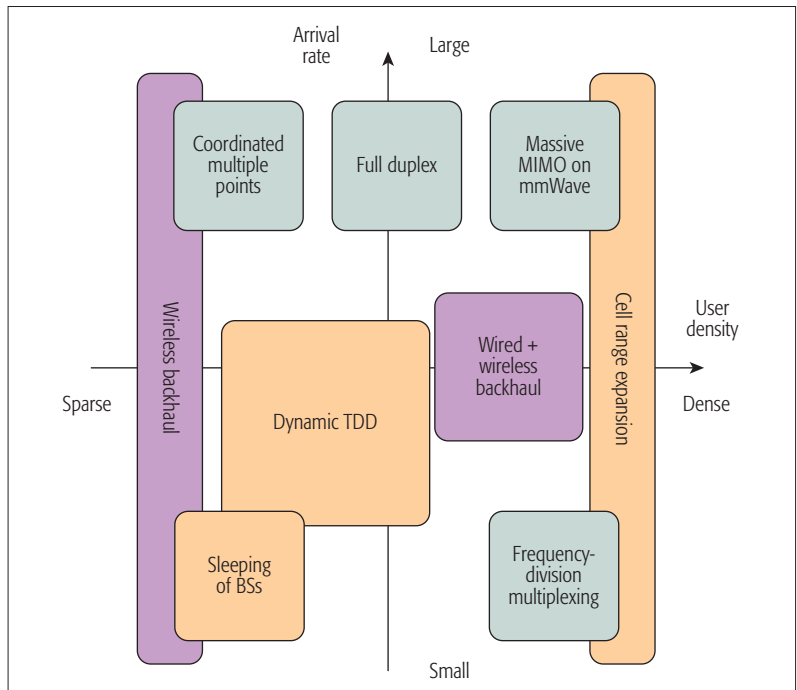 Arrival
rate
Large
Coordinated
multiple
points
Full duplex
Massive
MIMO on
mmWave
Wireless backhaul
Cell range expansion
User
density
Wired +
wireless
backhaul
Sparse
Dense
Dynamic TDD
Sleeping
of BSs
Frequency-
division
multiplexing
Small